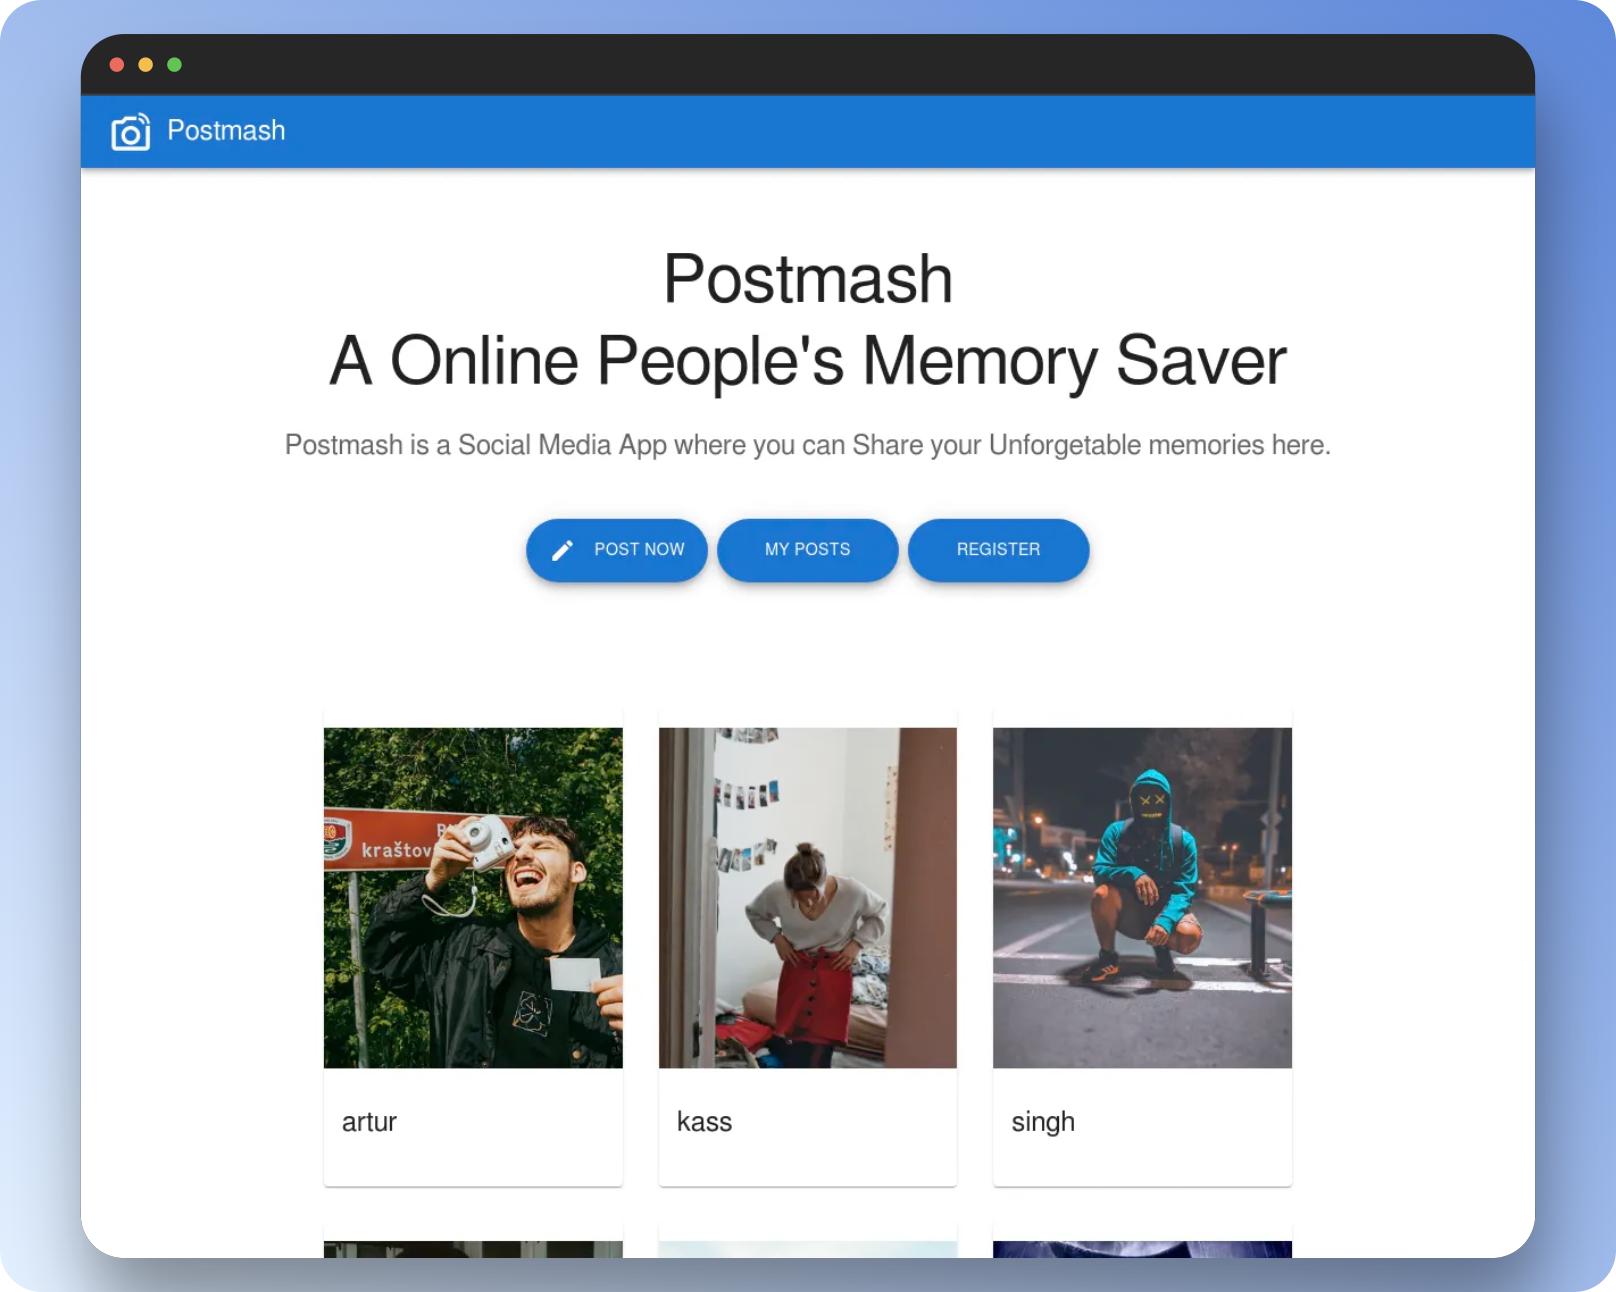 Postmash
Postmash
A Online People's Memory Saver
Postmash is a Social Media App where you can Share your Unforgetable memories here.
POST NOW
MY POSTS
REGISTER
kraštov
artur
kass
singh